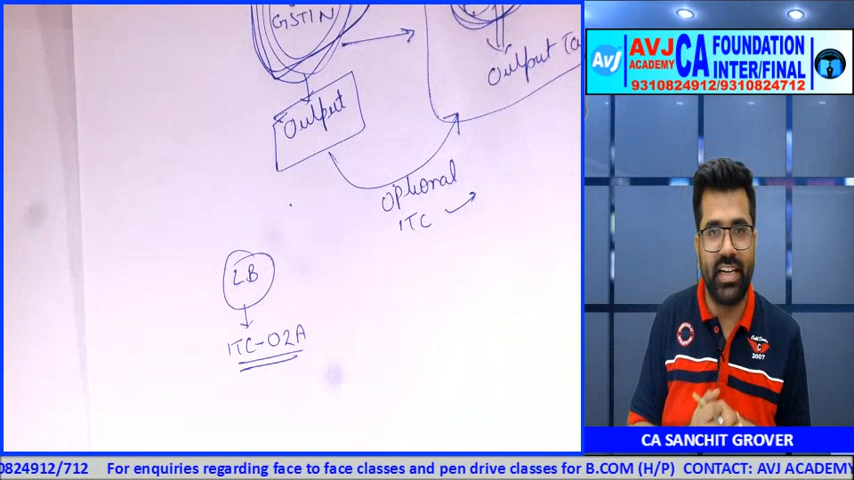 GSTIN
Output
Output Ta
Optional
ITC
LB
ITC-02A
AVJ
AVJ
ACADEMY
CA
FOUNDATION
INTER/FINAL
9310824912/9310824712
2007
CA SANCHIT GROVER
0824912/712 For enquiries regarding face to face classes and pen drive classes for B.COM (H/P) CONTACT: AVJ ACADEMY